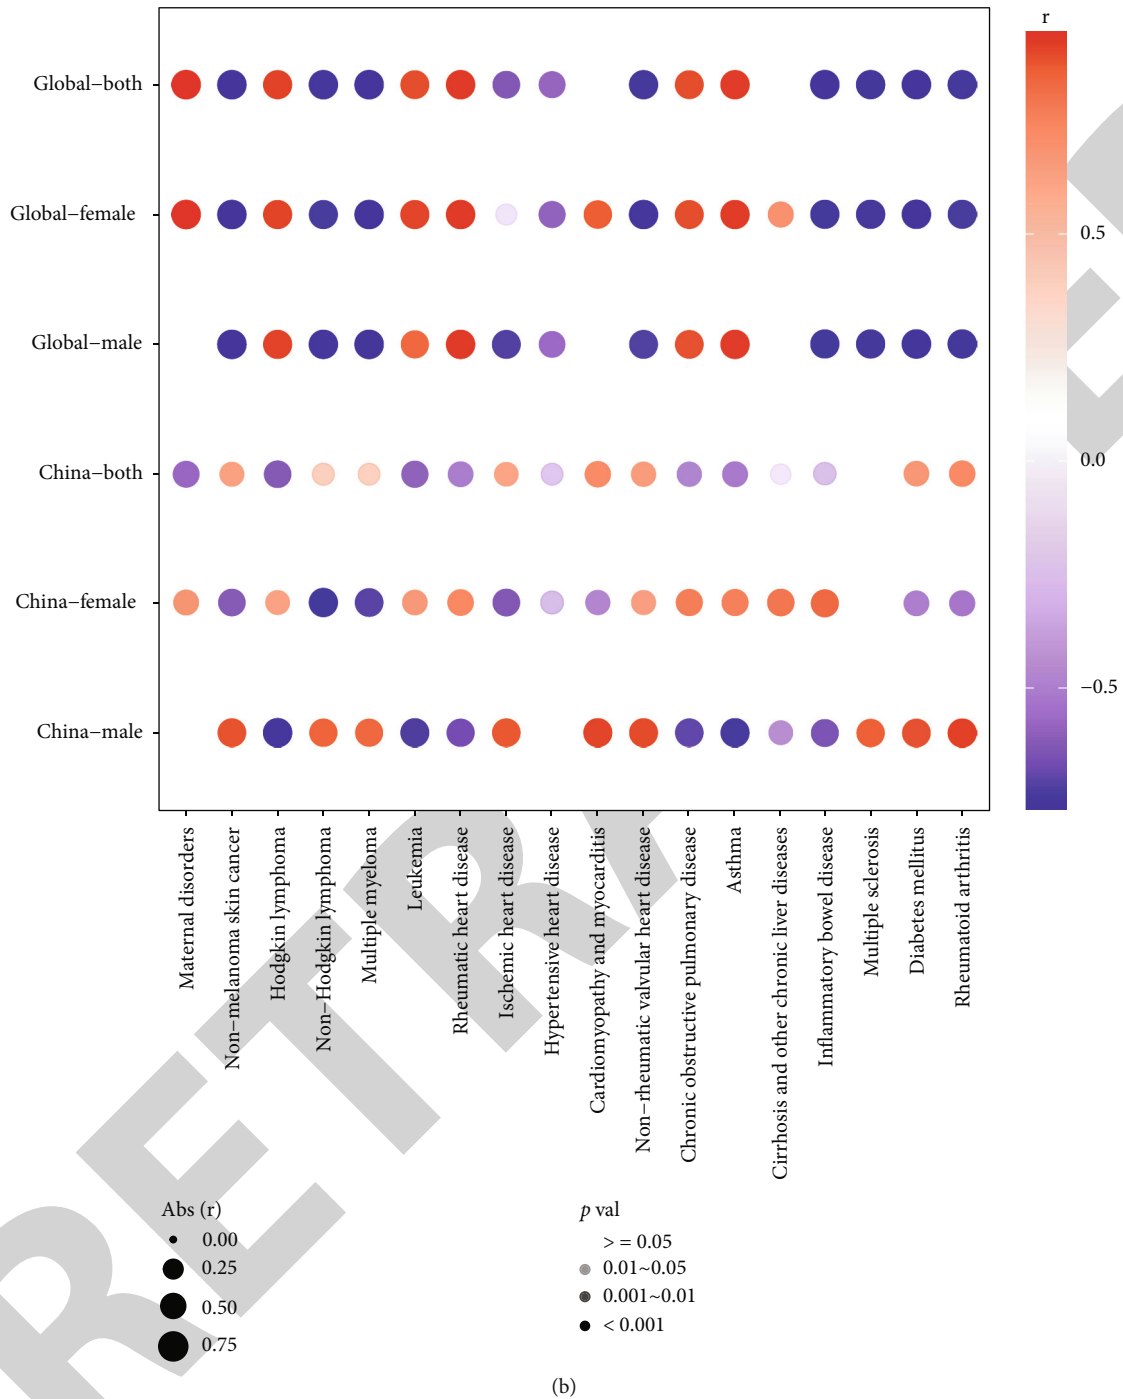 r
Global−both
Global−female
Global−male
China−both
China−female
China−male
0.5
0.0
−0.5
Maternal disorders
Non−melanoma skin cancer
Hodgkin lymphoma
Non−Hodgkin lymphoma
Multiple myeloma
Leukemia
Rheumatic heart disease
Ischemic heart disease
Hypertensive heart disease
Cardiomyopathy and myocarditis
Non−rheumatic valvular heart disease
Chronic obstructive pulmonary disease
Asthma
Cirrhosis and other chronic liver diseases
Inflammatory bowel disease
Multiple sclerosis
Diabetes mellitus
Rheumatoid arthritis
Abs (r)
0.00
0.25
0.50
0.75
p val
> = 0.05
0.01~0.05
0.001~0.01
< 0.001
(b)